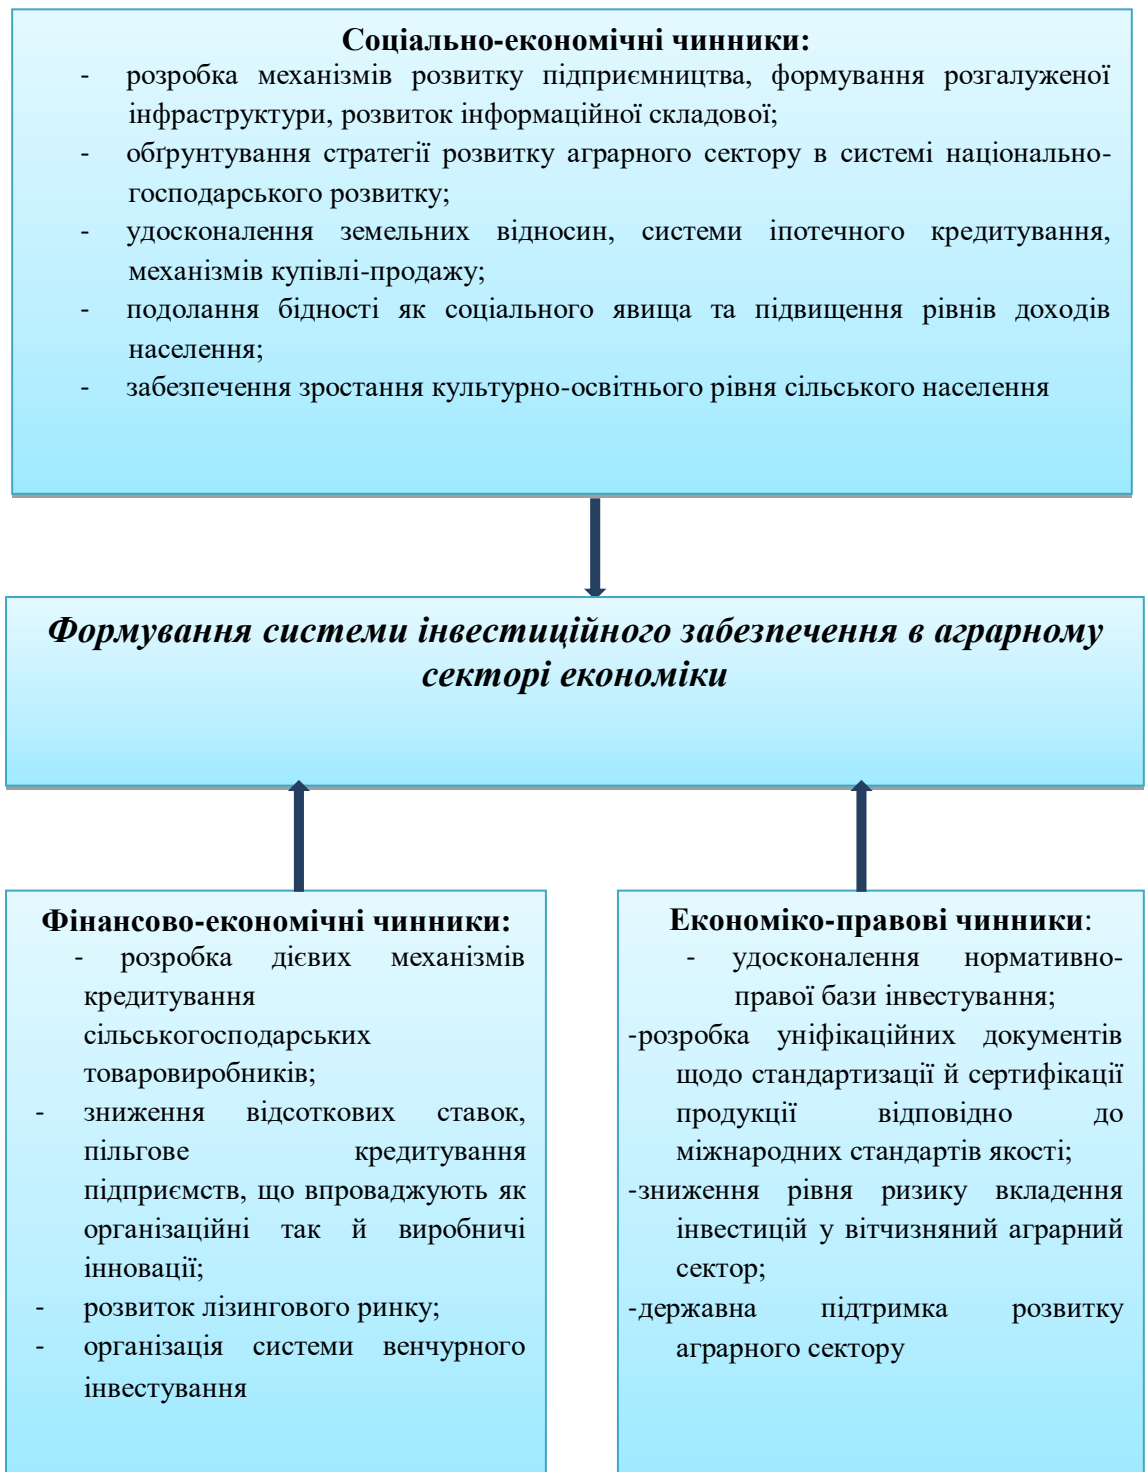 Соціально-економічні чинники:
- розробка механізмів розвитку підприємництва, формування розгалуженої
інфраструктури, розвиток інформаційної складової;
- обґрунтування стратегії розвитку аграрного сектору в системі національно-
господарського розвитку;
- удосконалення земельних відносин, системи іпотечного кредитування,
механізмів купівлі-продажу;
- подолання бідності як соціального явища та підвищення рівнів доходів
населення;
- забезпечення зростання культурно-освітнього рівня сільського населення
Формування системи інвестиційного забезпечення в аграрному
секторі економіки
Фінансово-економічні чинники:
- розробка дієвих механізмів
кредитування
сільськогосподарських
товаровиробників;
- зниження відсоткових ставок,
пільгове кредитування
підприємств, що впроваджують як
організаційні так й виробничі
інновації;
- розвиток лізингового ринку;
- організація системи венчурного
інвестування
Економіко-правові чинники:
- удосконалення нормативно-
правої бази інвестування;
-розробка уніфікаційних документів
щодо стандартизації й сертифікації
продукції відповідно до
міжнародних стандартів якості;
-зниження рівня ризику вкладення
інвестицій у вітчизняний аграрний
сектор;
-державна підтримка розвитку
аграрного сектору